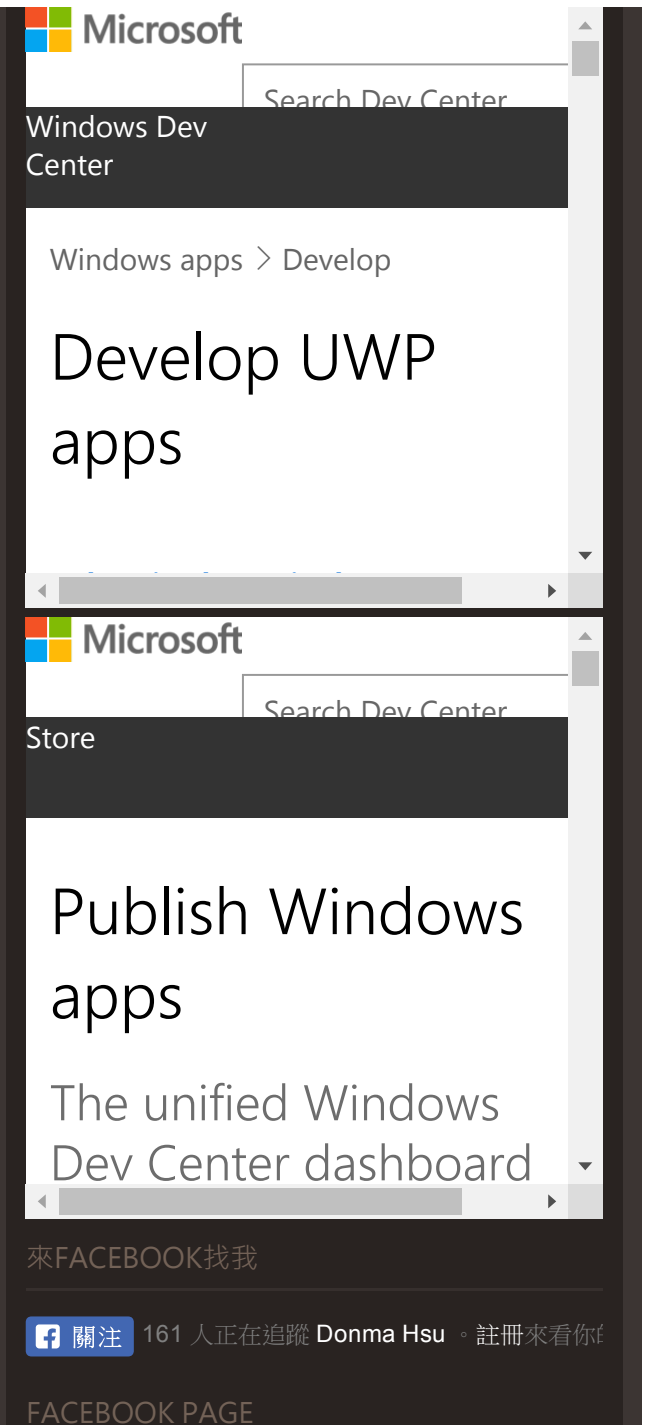 Microsoft
Search Dev Center
Windows Dev
Center
Windows apps > Develop
Develop UWP
apps
Microsoft
Search Dev Center
Store
Publish Windows
apps
The unified Windows
Dev Center dashboard
來FACEBOOK找我
關注 161 人正在追蹤 Donma Hsu 。註冊來看你
FACEBOOK PAGE